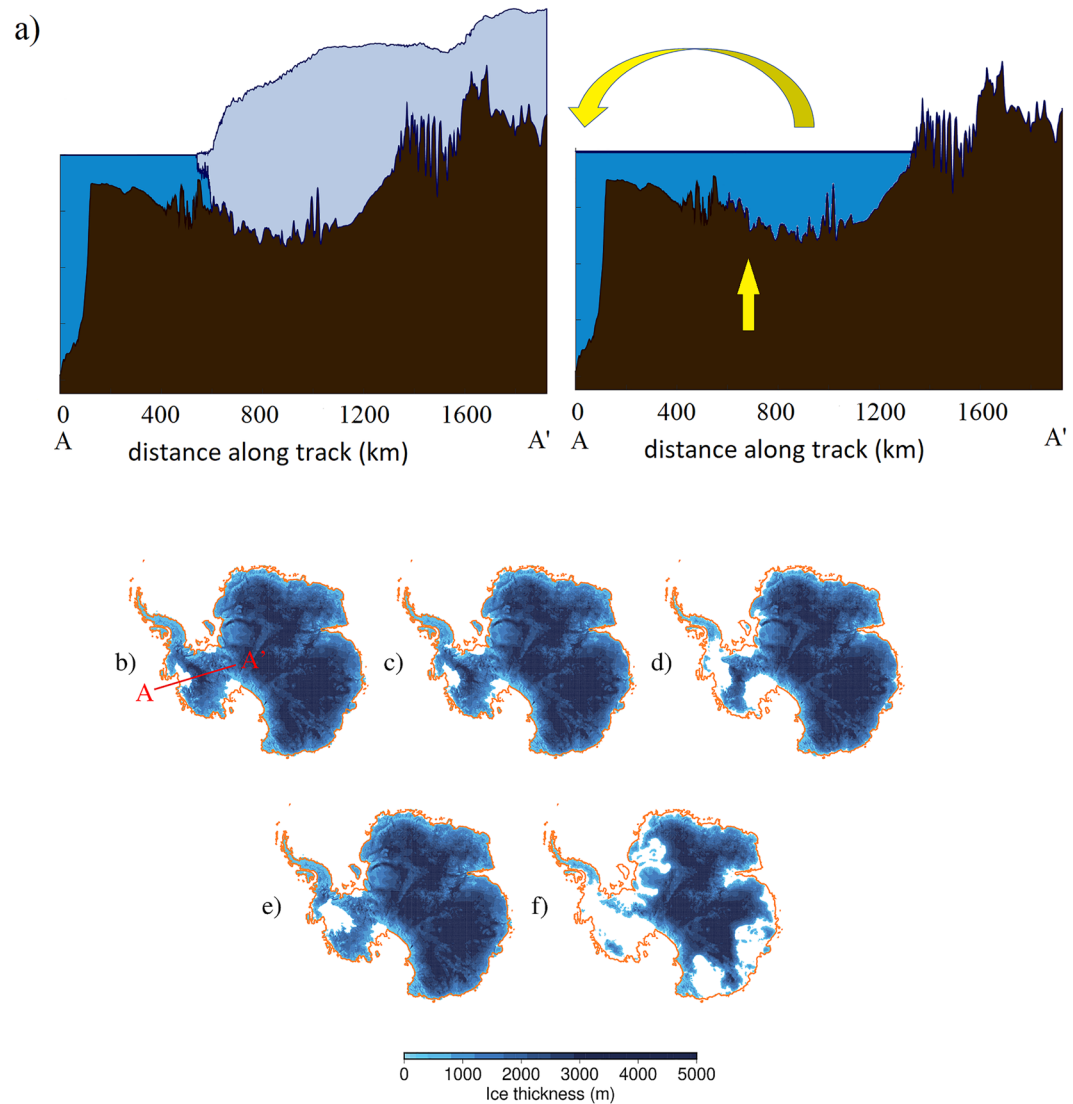 a)
0 400 800 1200 1600
A A'
distance along track (km)
0 400 800 1200 1600
A A'
distance along track (km)
b)
A A'
c)
d)
e)
f)
0 1000 2000 3000 4000 5000
Ice thickness (m)